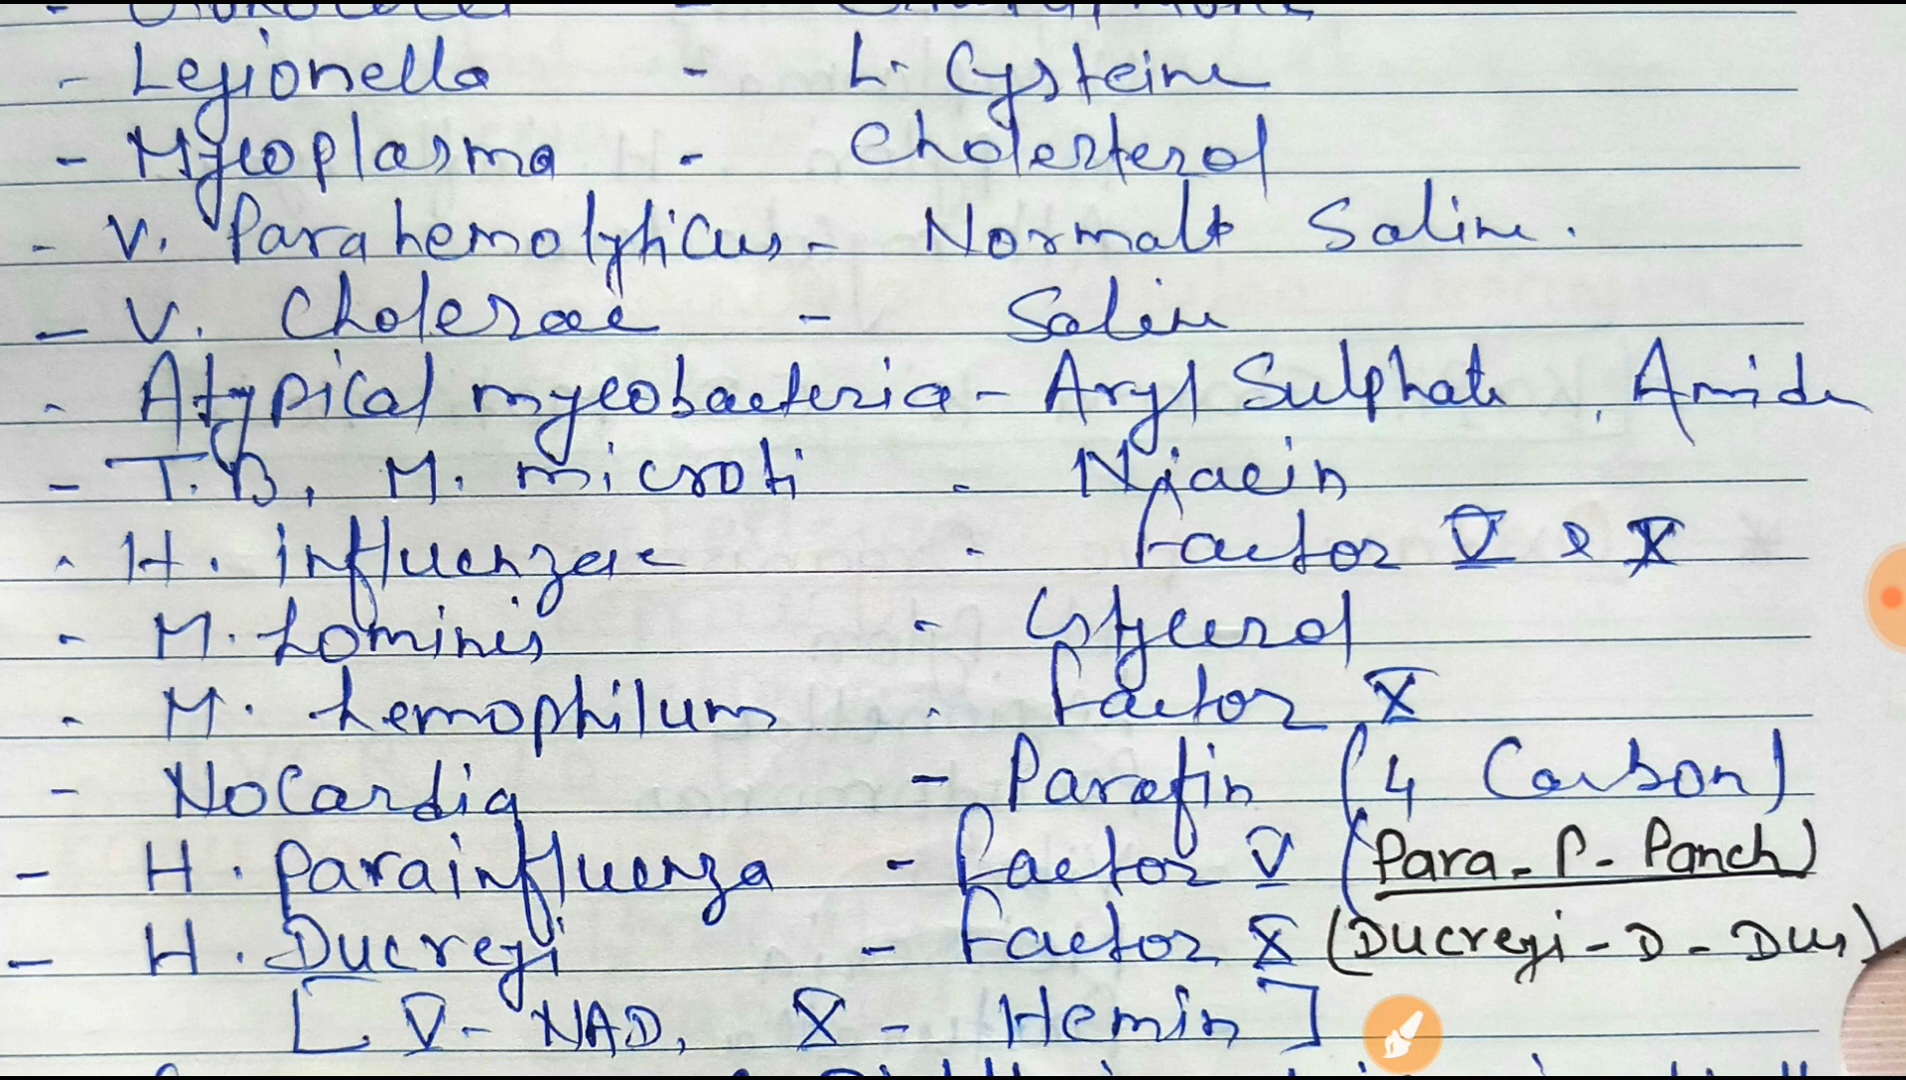 - Legionella - L. Cysteine
- Mycoplasma - Cholesterol
- V. Parahemolyticus - Normal Saline.
- V. Cholerae - Saline
- Atypical mycobacteria - Aryl Sulphate, Amide
- T.B, M. microti - Niacin
- H. influenzae - factor V & X
- M. hominis - Glycerol
- M. hemophilum - factor X
- Nocardia - Parafin (4 Carbon)
- H. parainfluenza - factor V (Para - P - Panch)
- H. Ducreyi - factor X (Ducreyi - D - Dus)
[V - NAD, X - Hemin]